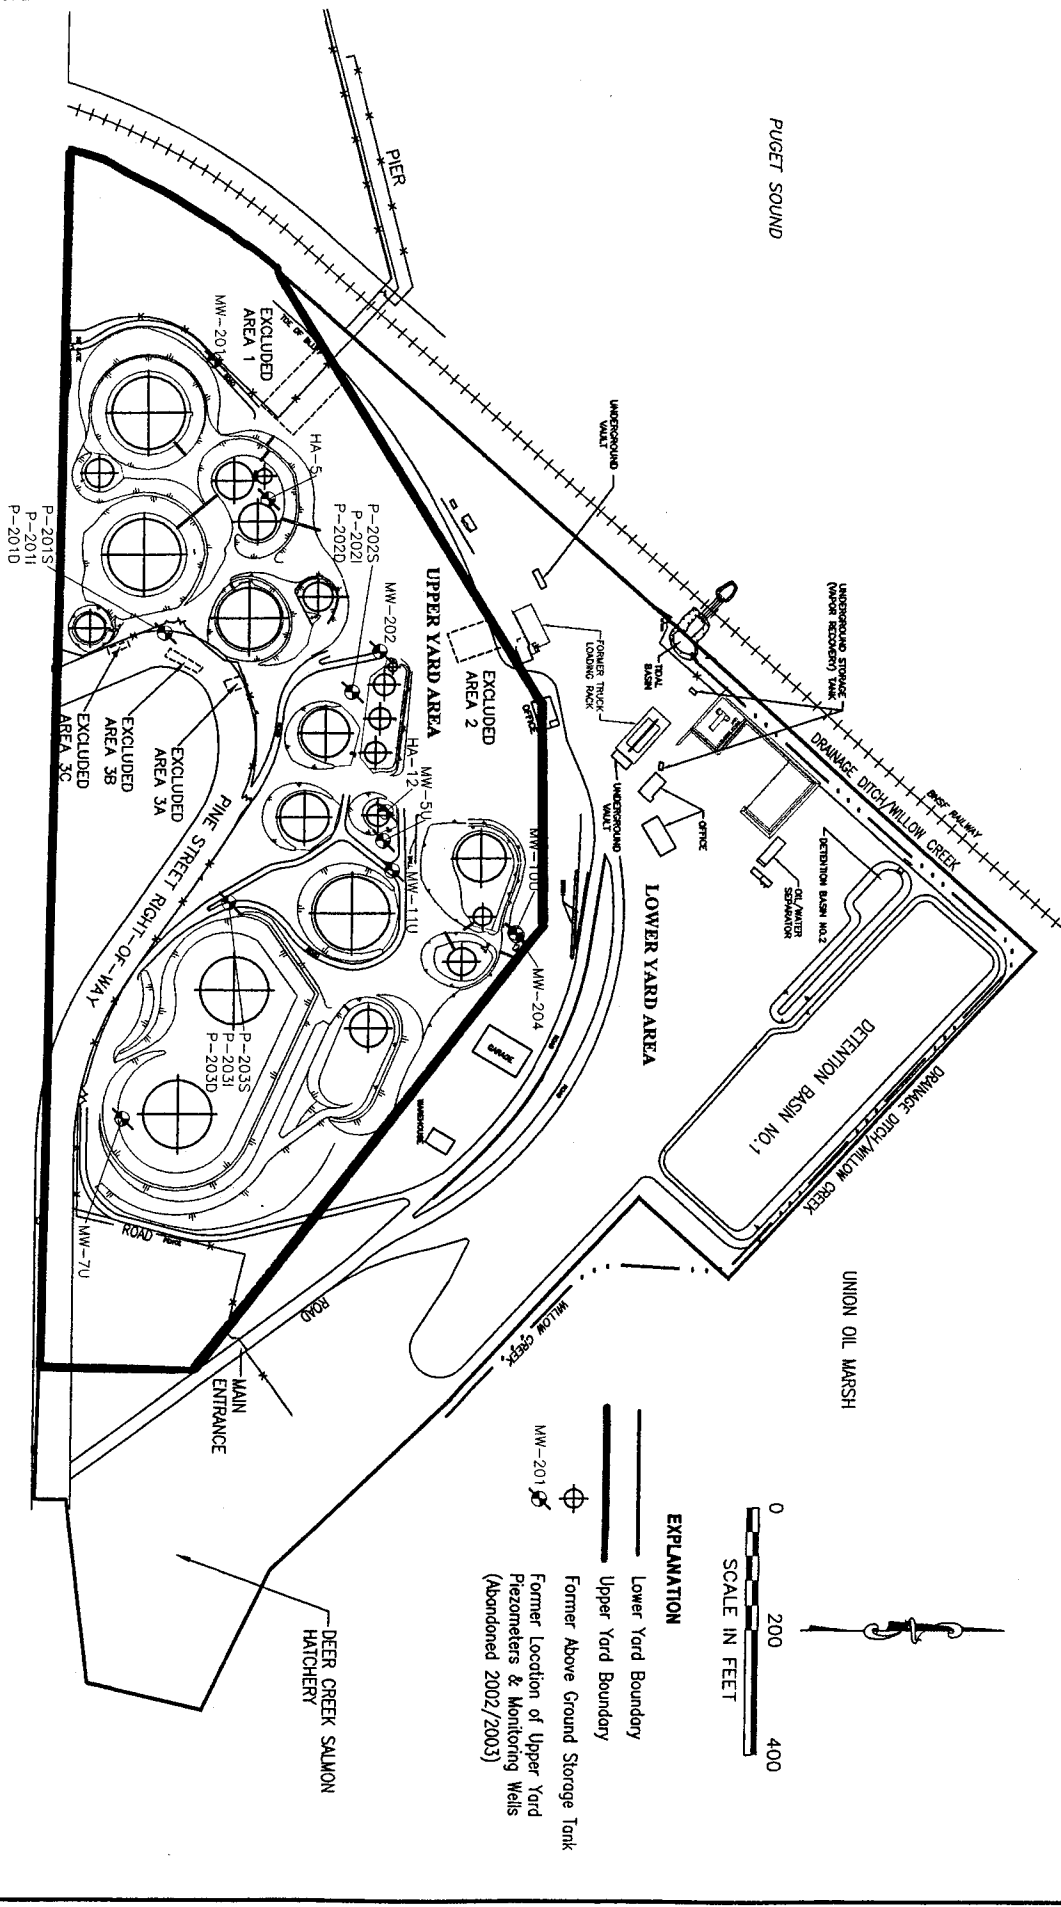 PUGET SOUND
PIER
UNDERGROUND
VAULT
UNDERGROUND STORAGE
(VAPOR RECOVERY) TANK
TIDAL
BASIN
FORMER TRUCK
LOADING RACK
DRAINAGE DITCH/WILLOW CREEK
BNSF RAILWAY
OFFICE
UNDERGROUND
VAULT
OIL/WATER
SEPARATOR
DETENTION BASIN NO.2
DETENTION BASIN NO.1
DRAINAGE DITCH/WILLOW CREEK
LOWER YARD AREA
UNION OIL MARSH
WILLOW CREEK
EXCLUDED
AREA 1
TOE OF BLUFF
MW-201
HA-5
P-202S
P-202I
P-202D
MW-202
UPPER YARD AREA
EXCLUDED
AREA 2
OFFICE
HA-12
MW-5U
MW-11U
MW-10U
MW-204
GARAGE
WAREHOUSE
ROAD
ROAD
P-201S
P-201I
P-201D
EXCLUDED
AREA 3C
EXCLUDED
AREA 3B
EXCLUDED
AREA 3A
PINE STREET RIGHT-OF-WAY
P-203S
P-203I
P-203D
MW-7U
ROAD
FENCE
ROAD
MAIN
ENTRANCE
DEER CREEK SALMON
HATCHERY
0 200 400
SCALE IN FEET
EXPLANATION
Lower Yard Boundary
Upper Yard Boundary
Former Above Ground Storage Tank
MW-201
Former Location of Upper Yard
Piezometers & Monitoring Wells
(Abandoned 2002/2003)